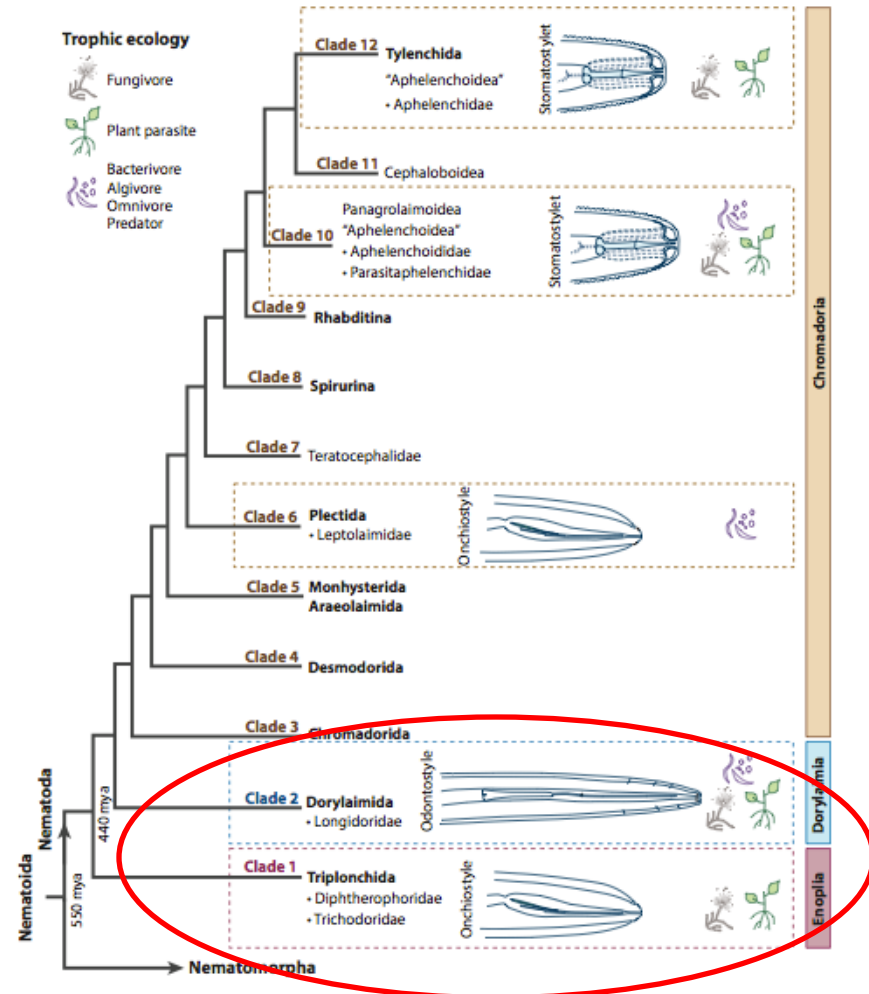 Trophic ecology
Fungivore
Plant parasite
Bacterivore
Algivore
Omnivore
Predator
Clade 12
Tylenchida
"Aphelenchoidea"
• Aphelenchidae
Stomatostylet
Clade 11
Cephaloboidea
Clade 10
Panagrolaimoidea
"Aphelenchoidea"
• Aphelenchoididae
• Parasitaphelenchidae
Stomatostylet
Clade 9
Rhabditina
Clade 8
Spirurina
Clade 7
Teratocephalidae
Clade 6
Plectida
• Leptolaimidae
Onchiostyle
Clade 5
Monhysterida
Araeolaimida
Clade 4
Desmodorida
Clade 3
Chromadorida
Chromadoria
Clade 2
Dorylaimida
• Longidoridae
Odontostyle
Dorylaimia
Clade 1
Triplonchida
• Diphtherophoridae
• Trichodoridae
Onchiostyle
Enoplia
Nematoida
Nematoda
550 mya
440 mya
Nematomorpha